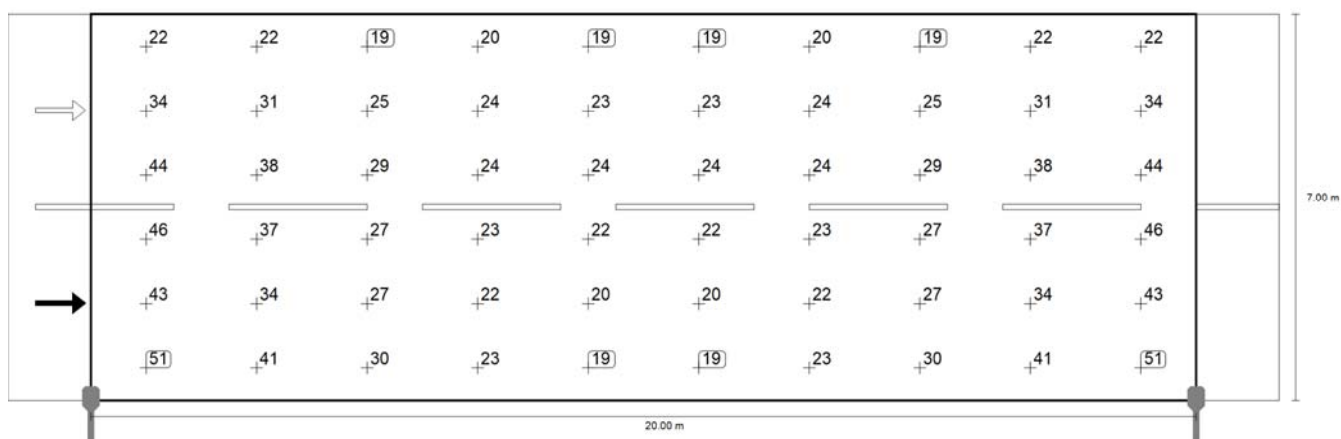 22 22 19 20 19 19 20 19 22 22
34 31 25 24 23 23 24 25 31 34
44 38 29 24 24 24 24 29 38 44
7.00 m
46 37 27 23 22 22 23 27 37 46
43 34 27 22 20 20 22 27 34 43
51 41 30 23 19 19 23 30 41 51
20.00 m